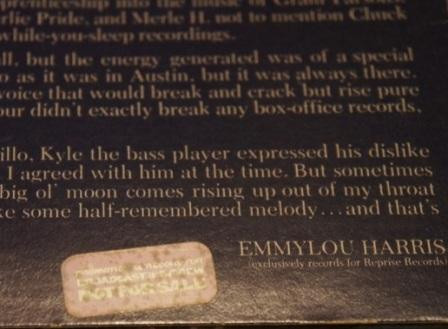 apprenticeship into the music of Gram Parsons,
Charlie Pride, and Merle H. not to mention Chuck
while-you-sleep recordings.
ll, but the energy generated was of a special
o as it was in Austin, but it was always there.
voice that would break and crack but rise pure
our didn't exactly break any box-office records,
illo, Kyle the bass player expressed his dislike
I agreed with him at the time. But sometimes
big ol' moon comes rising up out of my throat
ke some half-remembered melody...and that's
EMMYLOU HARRIS
(exclusively records for Reprise Records)
NOT FOR SALE